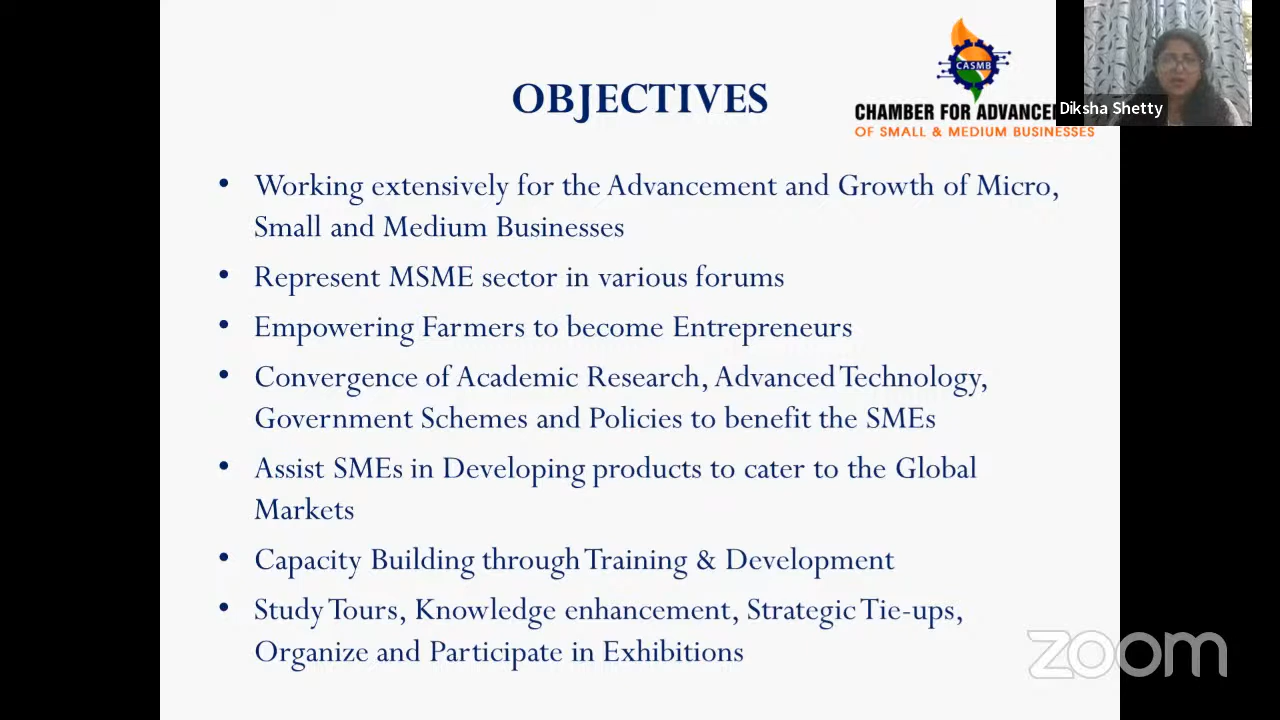 CASMB
OBJECTIVES
CHAMBER FOR ADVANCE
OF SMALL & MEDIUM BUSINESSES
Diksha Shetty
• Working extensively for the Advancement and Growth of Micro,
Small and Medium Businesses
• Represent MSME sector in various forums
• Empowering Farmers to become Entrepreneurs
• Convergence of Academic Research, Advanced Technology,
Government Schemes and Policies to benefit the SMEs
• Assist SMEs in Developing products to cater to the Global
Markets
• Capacity Building through Training & Development
• Study Tours, Knowledge enhancement, Strategic Tie-ups,
Organize and Participate in Exhibitions
zoom